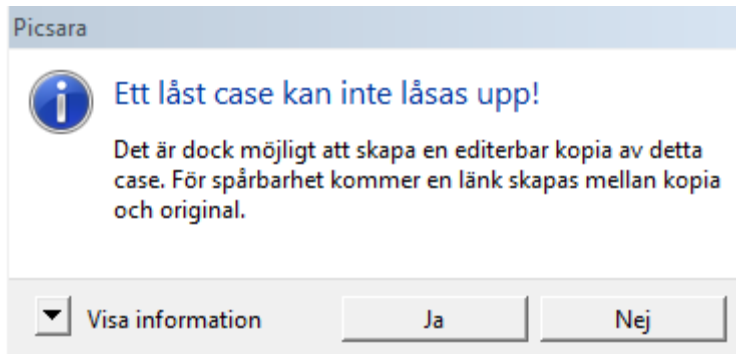 Picsara
Ett låst case kan inte låsas upp!
Det är dock möjligt att skapa en editerbar kopia av detta
case. För spårbarhet kommer en länk skapas mellan kopia
och original.
Visa information
Ja
Nej